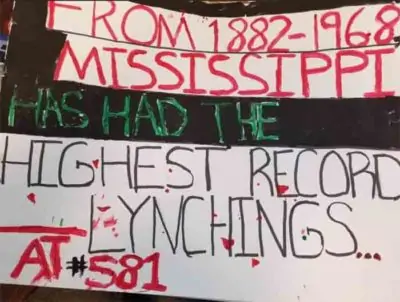 FROM 1882-1968
MISSISSIPPI
HAS HAD THE
HIGHEST RECORD
LYNCHINGS...
AT #581